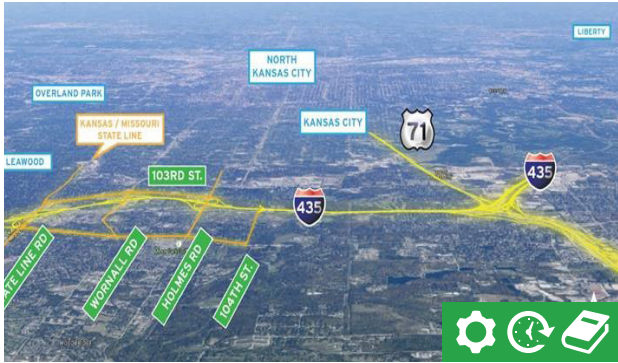 LIBERTY
NORTH
KANSAS CITY
OVERLAND PARK
KANSAS CITY
71
KANSAS / MISSOURI
STATE LINE
LEAWOOD
103RD ST.
435
435
ATE LINE RD
WORNALL RD
HOLMES RD
104TH ST.